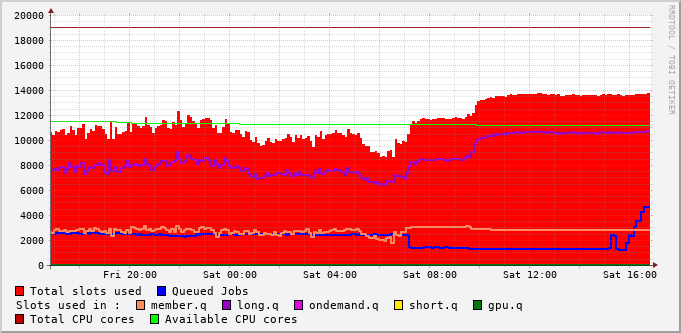 20000
18000
16000
14000
12000
10000
8000
6000
4000
2000
0
Fri 20:00 Sat 00:00 Sat 04:00 Sat 08:00 Sat 12:00 Sat 16:00
RRDTOOL / TOBI OETIKER
Total slots used Queued Jobs
Slots used in : member.q long.q ondemand.q short.q gpu.q
Total CPU cores Available CPU cores